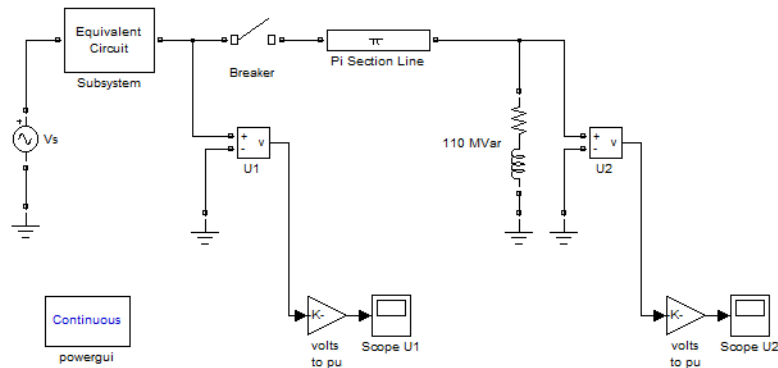 Equivalent
Circuit
Subsystem
Breaker
π
Pi Section Line
+
Vs
+
-
v
U1
110 MVar
+
-
v
U2
Continuous
powergui
K-
volts
to pu
Scope U1
K-
volts
to pu
Scope U2